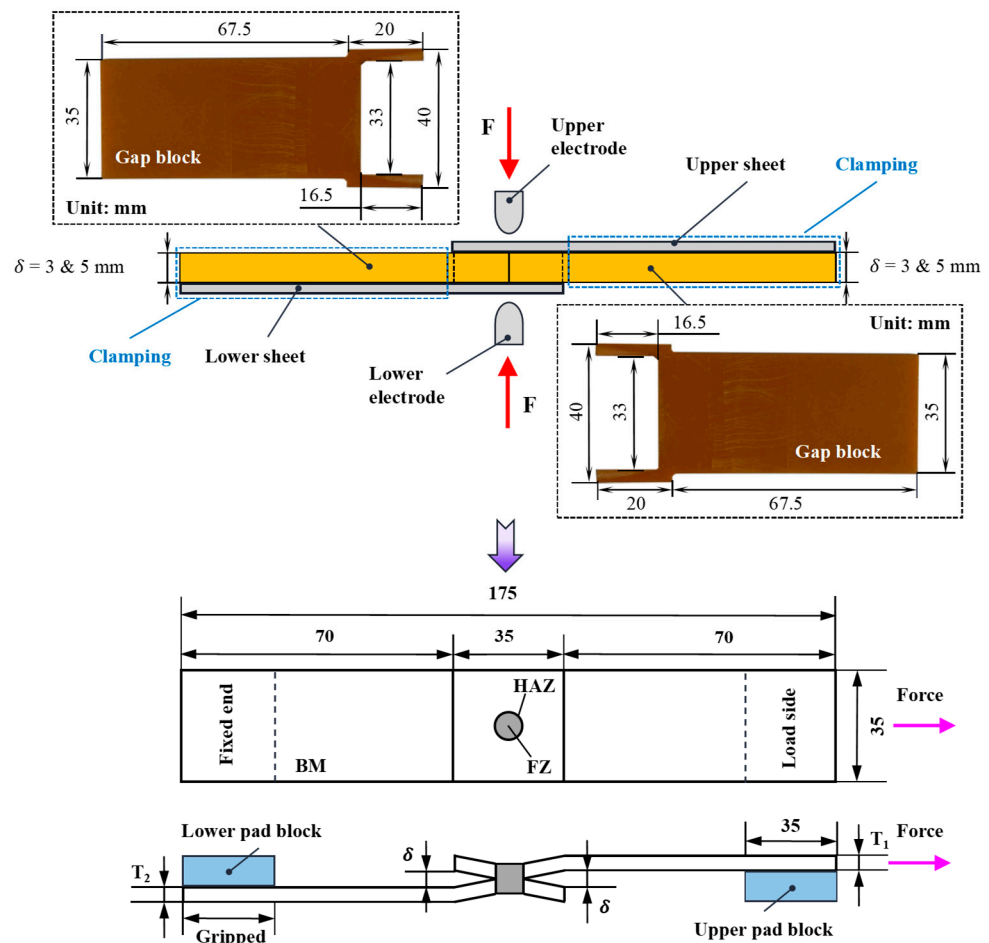 67.5
20
35
33
40
Gap block
16.5
Unit: mm
F
Upper
electrode
Upper sheet
Clamping
δ = 3 & 5 mm
δ = 3 & 5 mm
Clamping
Lower sheet
Lower
electrode
F
16.5
Unit: mm
40
33
35
Gap block
20
67.5
175
70
35
70
Fixed end
BM
HAZ
FZ
Load side
35
Force
Lower pad block
T₂
δ
δ
35
T₁
Force
Gripped
Upper pad block